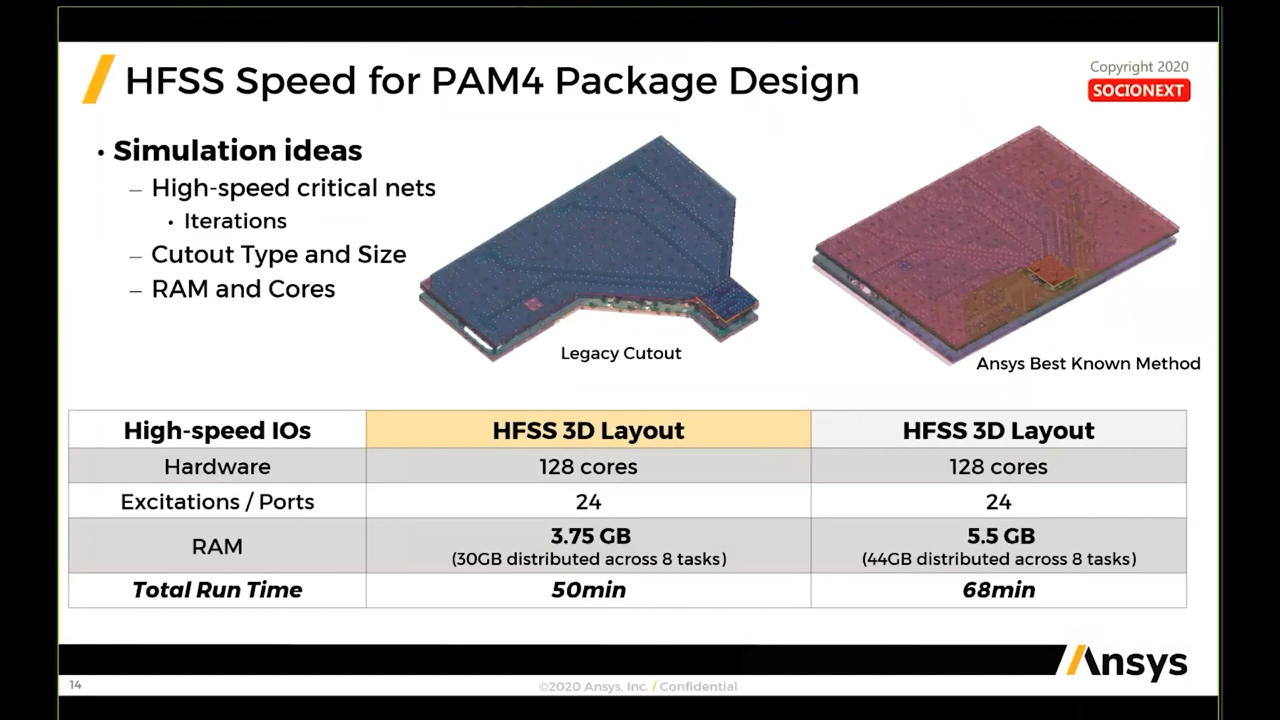 HFSS Speed for PAM4 Package Design
Copyright 2020
SOCIONEXT
• Simulation ideas
– High-speed critical nets
• Iterations
– Cutout Type and Size
– RAM and Cores
Legacy Cutout
Ansys Best Known Method
High-speed IOs HFSS 3D Layout HFSS 3D Layout
Hardware 128 cores 128 cores
Excitations / Ports 24 24
RAM 3.75 GB 5.5 GB
(30GB distributed across 8 tasks) (44GB distributed across 8 tasks)
Total Run Time 50min 68min
Ansys
14
©2020 Ansys, Inc. / Confidential